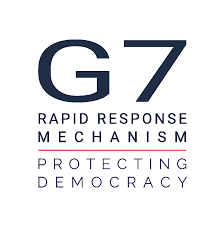 G7
RAPID RESPONSE
MECHANISM
PROTECTING
DEMOCRACY